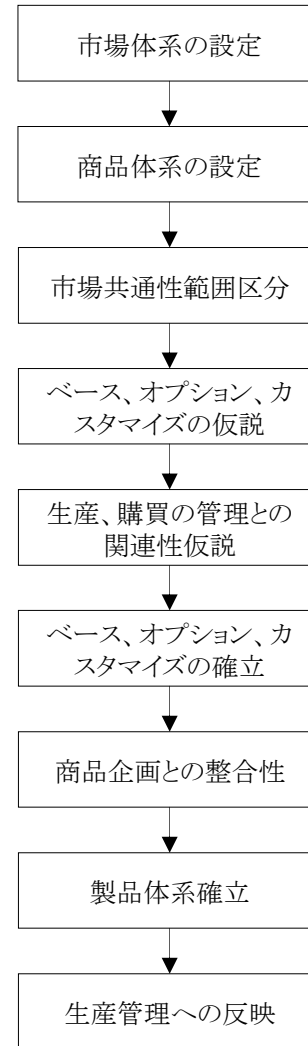 市場体系の設定
商品体系の設定
市場共通性範囲区分
ベース、オプション、カ
スタマイズの仮説
生産、購買の管理との
関連性仮説
ベース、オプション、カ
スタマイズの確立
商品企画との整合性
製品体系確立
生産管理への反映